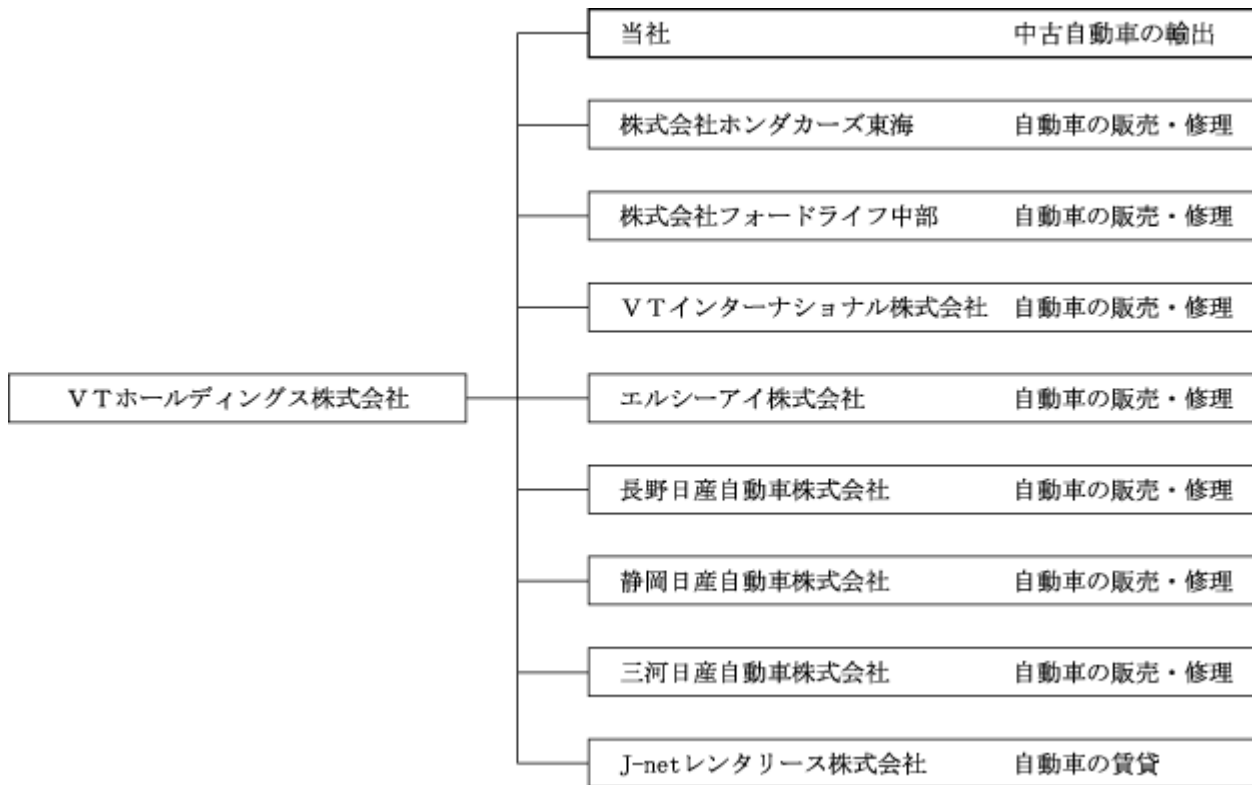 当社 中古自動車の輸出
株式会社ホンダカーズ東海 自動車の販売・修理
株式会社フォードライフ中部 自動車の販売・修理
ＶＴインターナショナル株式会社 自動車の販売・修理
ＶＴホールディングス株式会社
エルシーアイ株式会社 自動車の販売・修理
長野日産自動車株式会社 自動車の販売・修理
静岡日産自動車株式会社 自動車の販売・修理
三河日産自動車株式会社 自動車の販売・修理
J-netレンタリース株式会社 自動車の賃貸